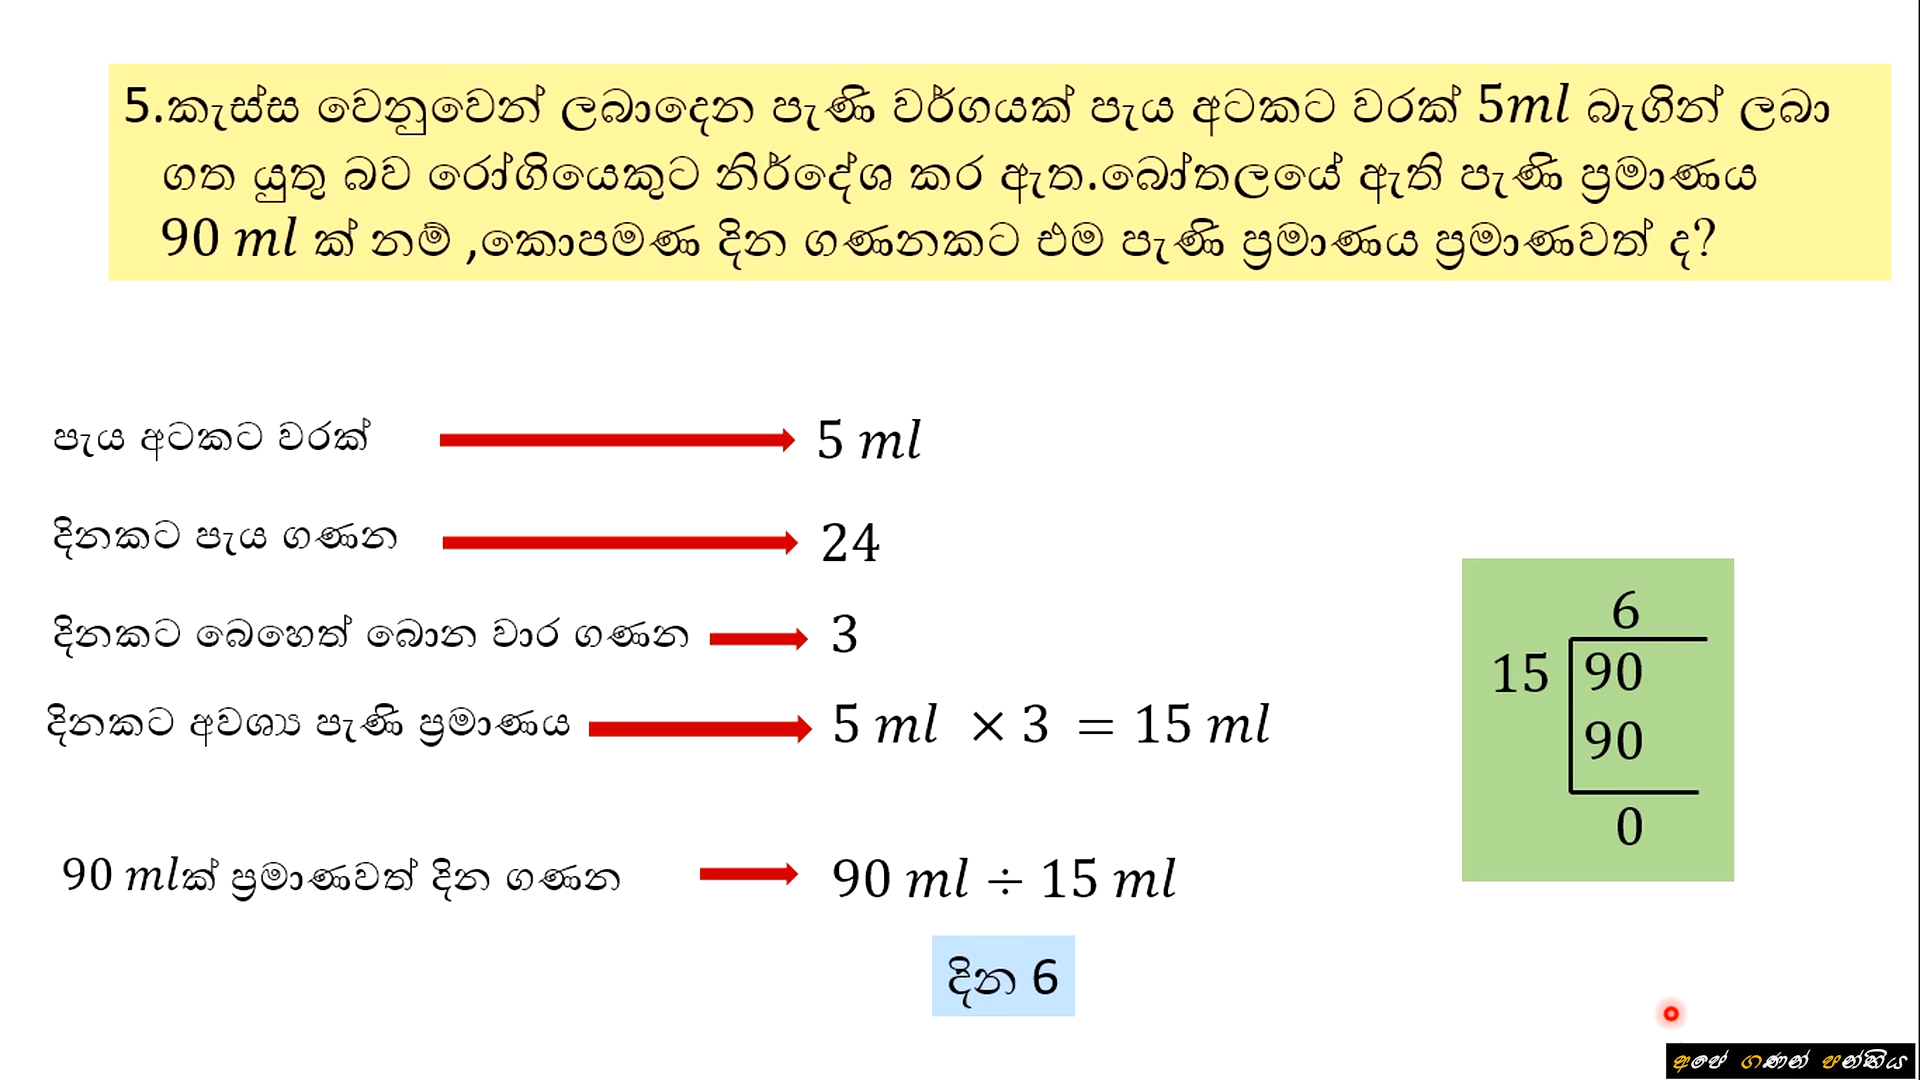 5.කැස්ස වෙනුවෙන් ලබාදෙන පැණි වර්ගයක් පැය අටකට වරක් 5ml බැගින් ලබා
ගත යුතු බව රෝගියෙකුට නිර්දේශ කර ඇත.බෝතලයේ ඇති පැණි ප්‍රමාණය
90 ml ක් නම් ,කොපමණ දින ගණනකට එම පැණි ප්‍රමාණය ප්‍රමාණවත් ද?
පැය අටකට වරක් 5 ml
දිනකට පැය ගණන 24
දිනකට බෙහෙත් බොන වාර ගණන 3
දිනකට අවශ්‍ය පැණි ප්‍රමාණය 5 ml × 3 = 15 ml
90 mlක් ප්‍රමාණවත් දින ගණන 90 ml ÷ 15 ml
දින 6
6
15 90
90
0
අපේ ගණන් පන්තිය